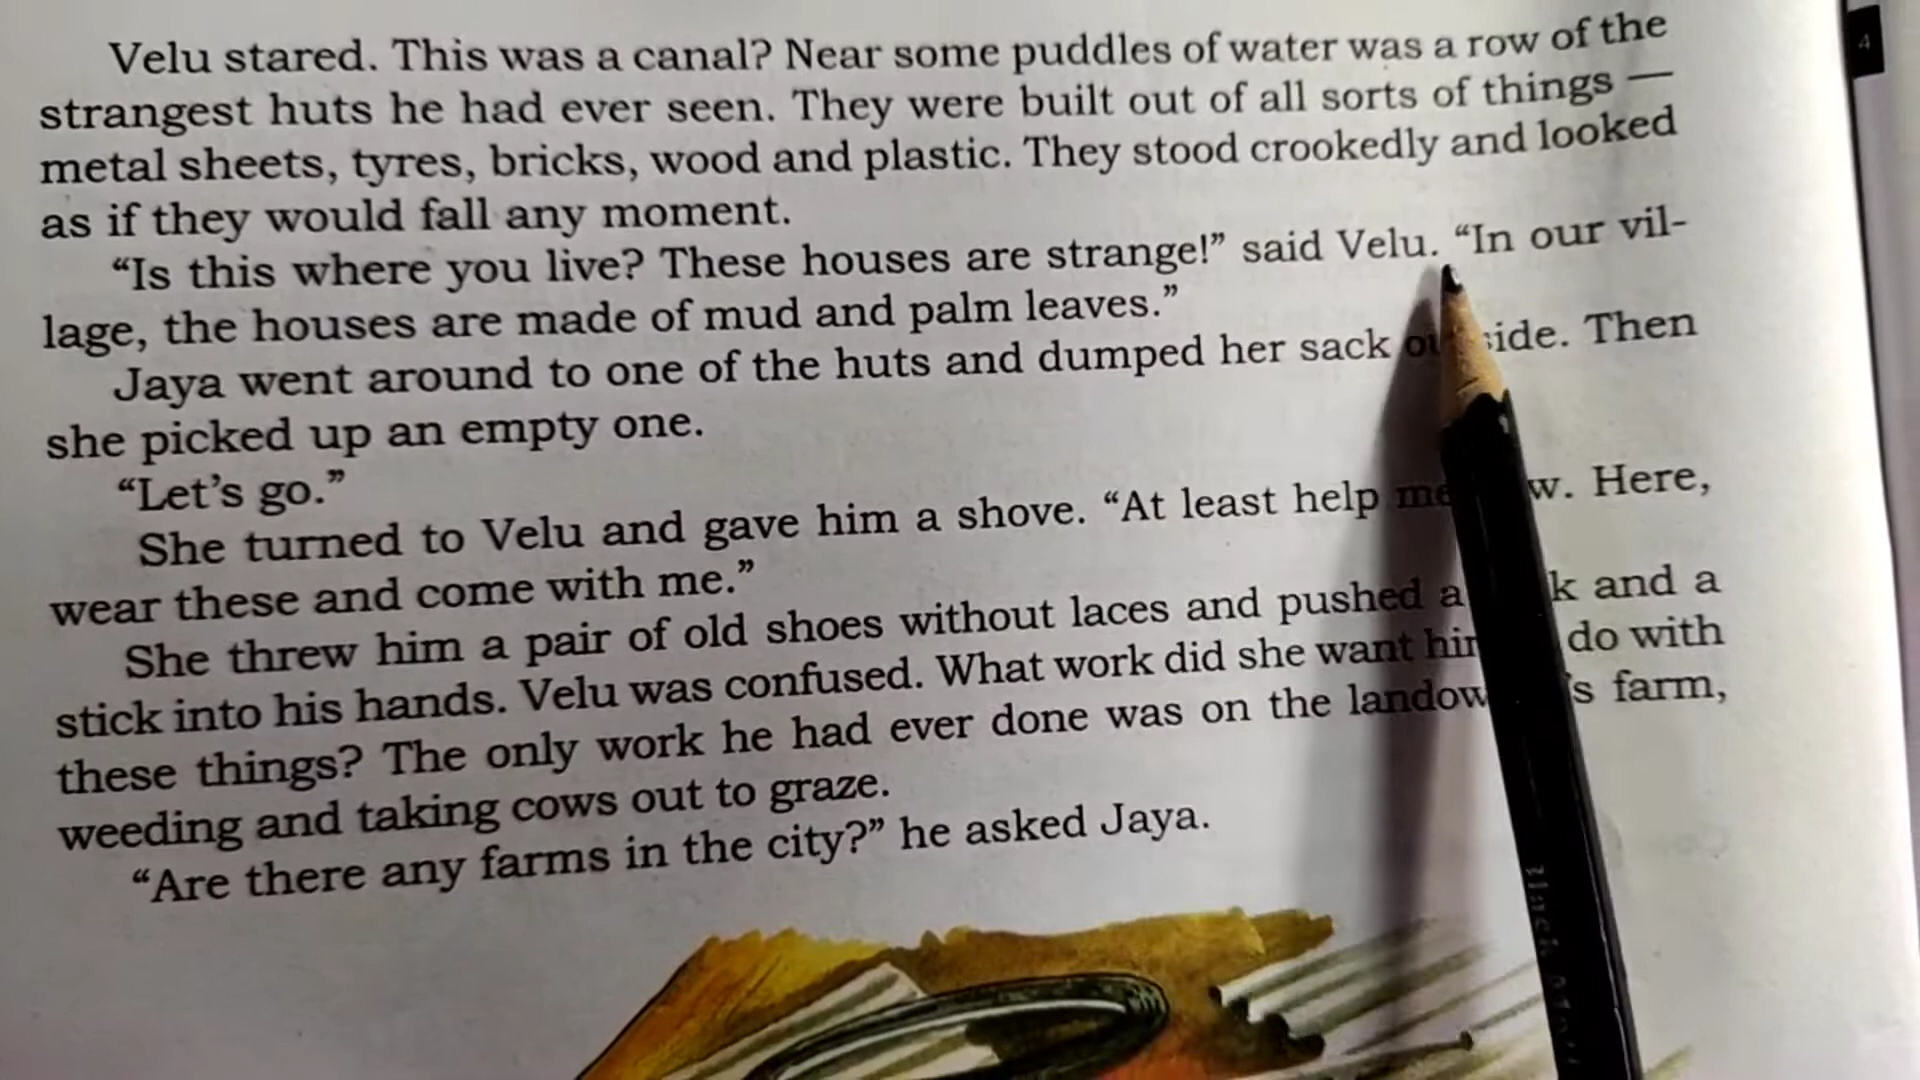 Velu stared. This was a canal? Near some puddles of water was a row of the
strangest huts he had ever seen. They were built out of all sorts of things —
metal sheets, tyres, bricks, wood and plastic. They stood crookedly and looked
as if they would fall any moment.
“Is this where you live? These houses are strange!” said Velu. “In our vil-
lage, the houses are made of mud and palm leaves.”
Jaya went around to one of the huts and dumped her sack outside. Then
she picked up an empty one.
“Let’s go.”
She turned to Velu and gave him a shove. “At least help me Here,
wear these and come with me.”
She threw him a pair of old shoes without laces and pushed a and a
stick into his hands. Velu was confused. What work did she want him do with
these things? The only work he had ever done was on the landowner’s farm,
weeding and taking cows out to graze.
“Are there any farms in the city?” he asked Jaya.
4